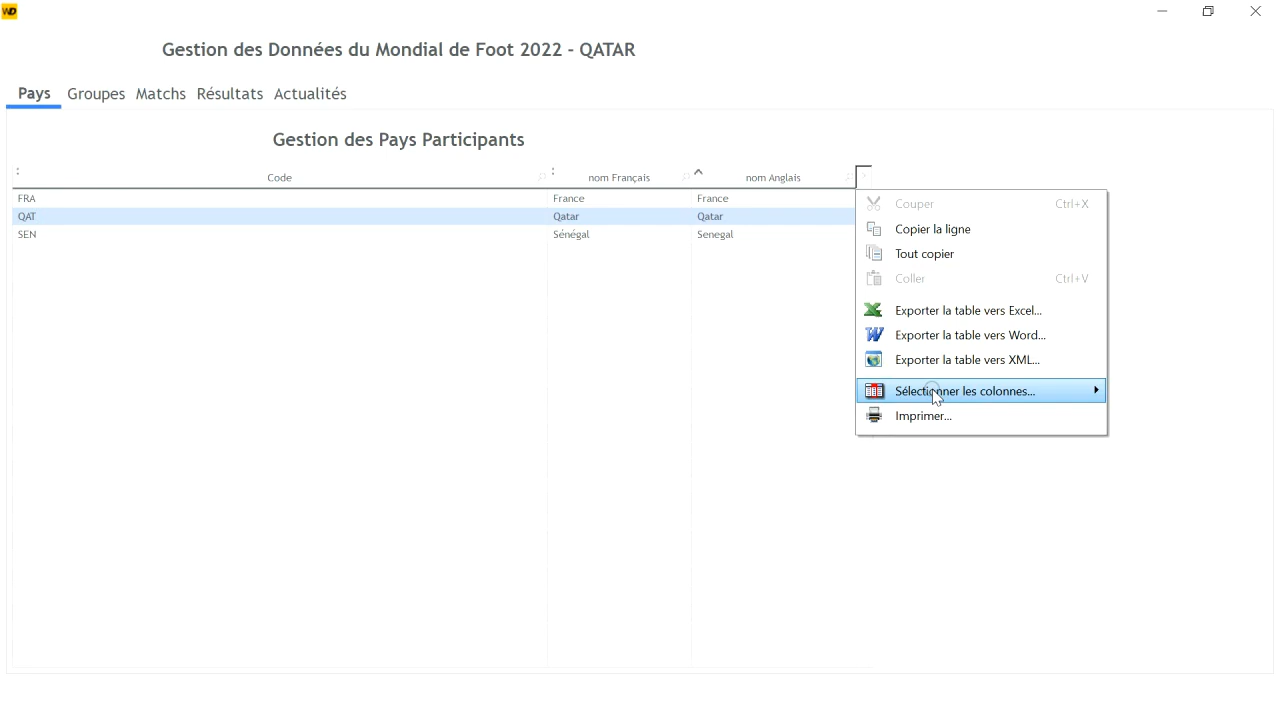 WD
Gestion des Données du Mondial de Foot 2022 - QATAR
Pays Groupes Matchs Résultats Actualités
Gestion des Pays Participants
Code nom Français nom Anglais
FRA France France
QAT Qatar Qatar
SEN Sénégal Senegal
Couper Ctrl+X
Copier la ligne
Tout copier
Coller Ctrl+V
Exporter la table vers Excel...
Exporter la table vers Word...
Exporter la table vers XML...
Sélectionner les colonnes...
Imprimer...